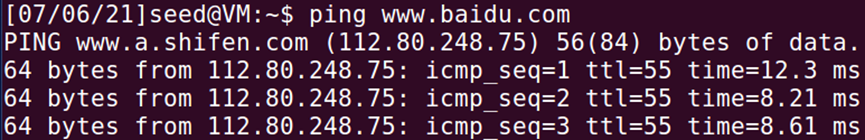 [07/06/21]seed@VM:~$ ping www.baidu.com
PING www.a.shifen.com (112.80.248.75) 56(84) bytes of data.
64 bytes from 112.80.248.75: icmp_seq=1 ttl=55 time=12.3 ms
64 bytes from 112.80.248.75: icmp_seq=2 ttl=55 time=8.21 ms
64 bytes from 112.80.248.75: icmp_seq=3 ttl=55 time=8.61 ms